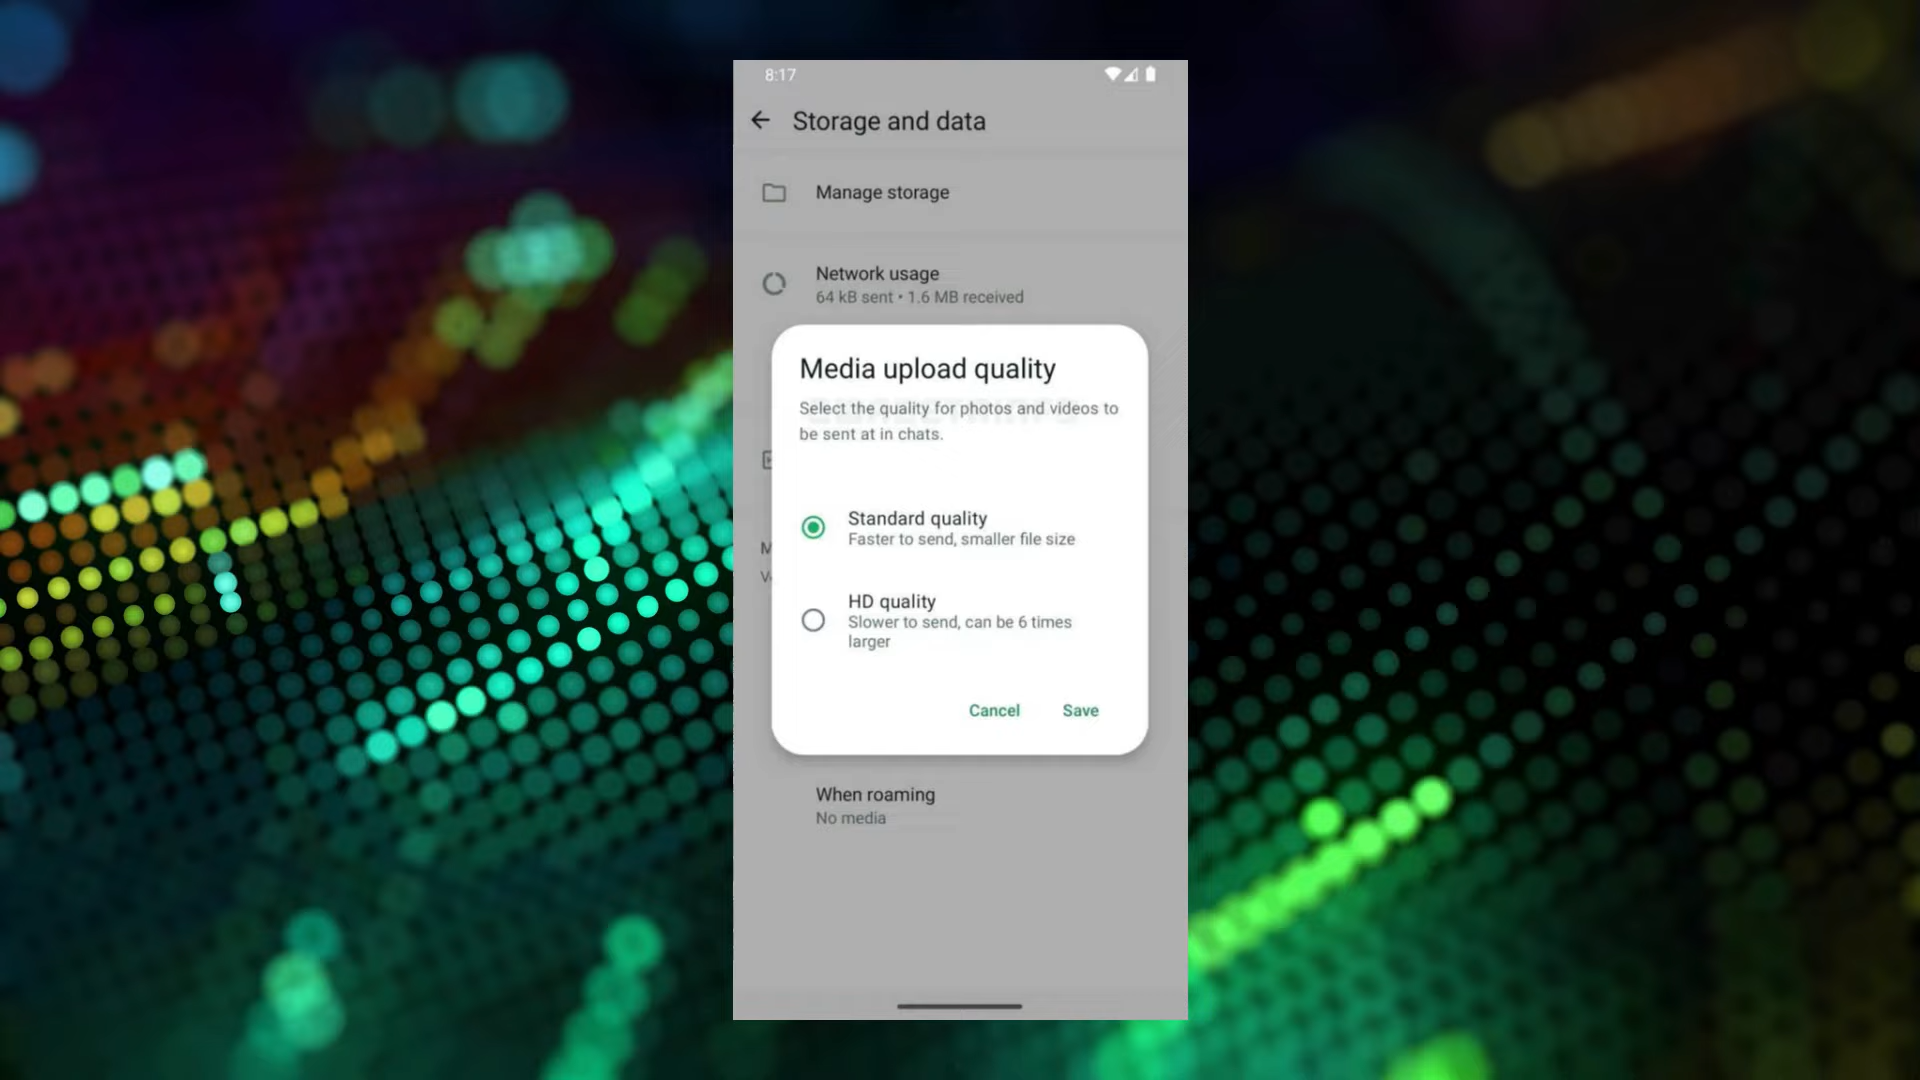 8:17
Storage and data
Manage storage
Network usage
64 kB sent • 1.6 MB received
Media upload quality
Select the quality for photos and videos to
be sent at in chats.
Standard quality
Faster to send, smaller file size
HD quality
Slower to send, can be 6 times
larger
Cancel
Save
When roaming
No media